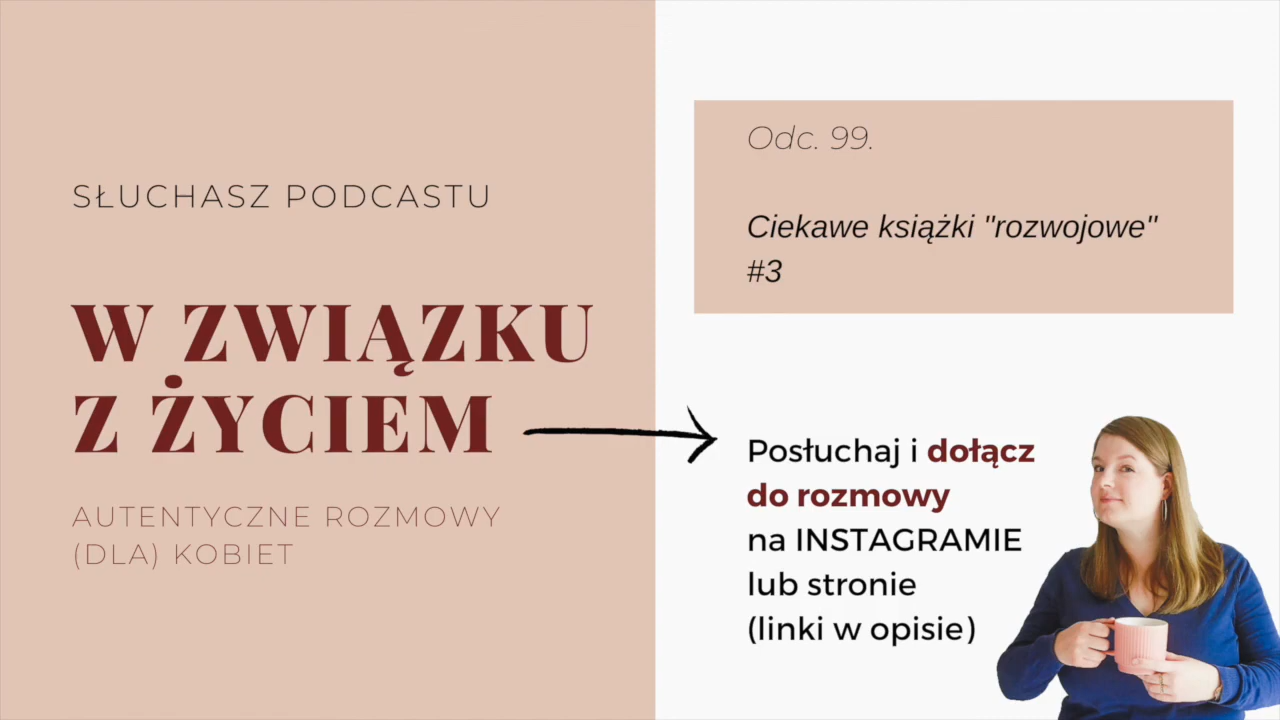 SŁUCHASZ PODCASTU
W ZWIĄZKU
Z ŻYCIEM
AUTENTYCZNE ROZMOWY
(DLA) KOBIET
Odc. 99.
Ciekawe książki "rozwojowe"
#3
Posłuchaj i dołącz
do rozmowy
na INSTAGRAMIE
lub stronie
(linki w opisie)